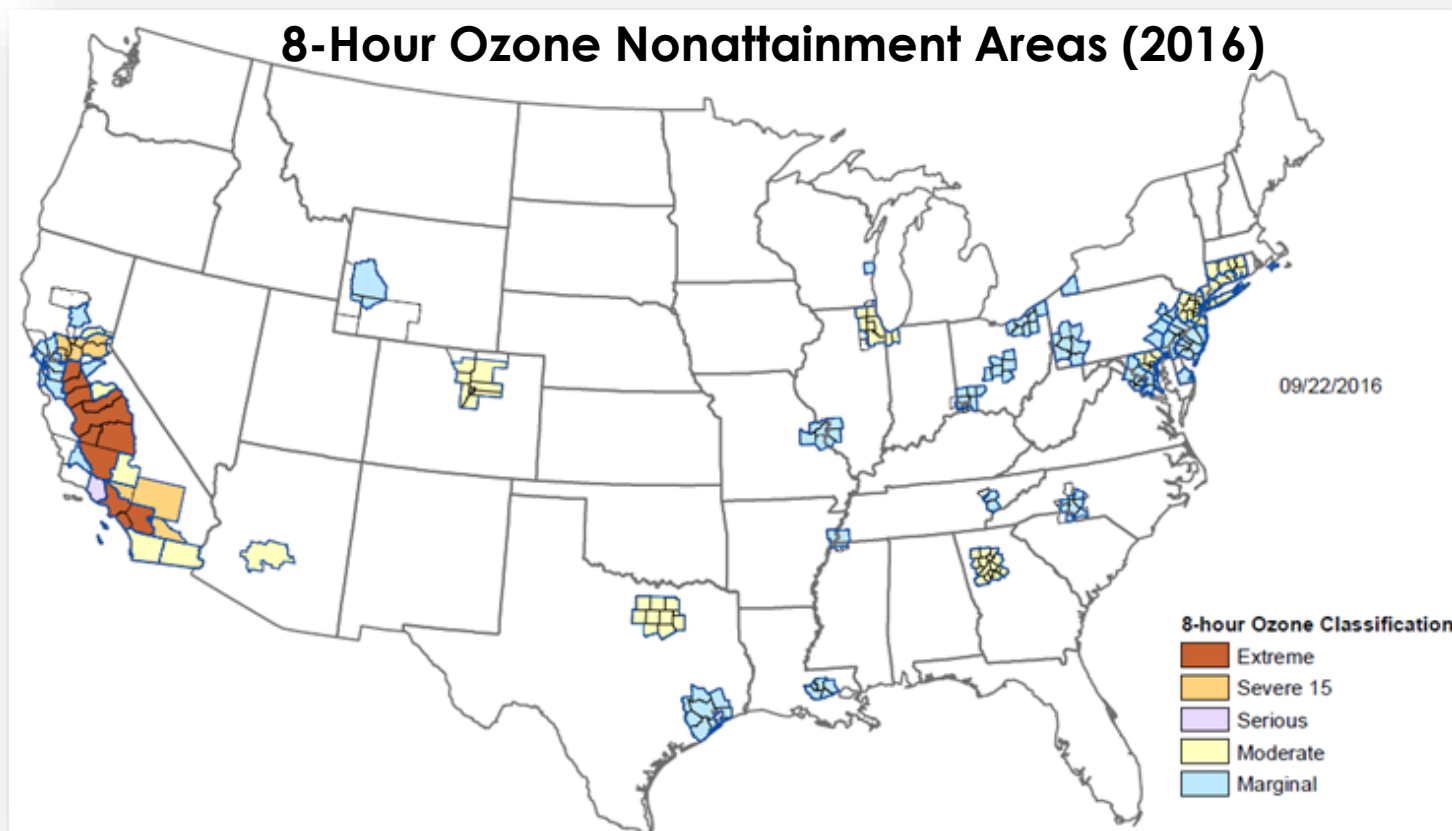 8-Hour Ozone Nonattainment Areas (2016)
09/22/2016
8-hour Ozone Classification
Extreme
Severe 15
Serious
Moderate
Marginal